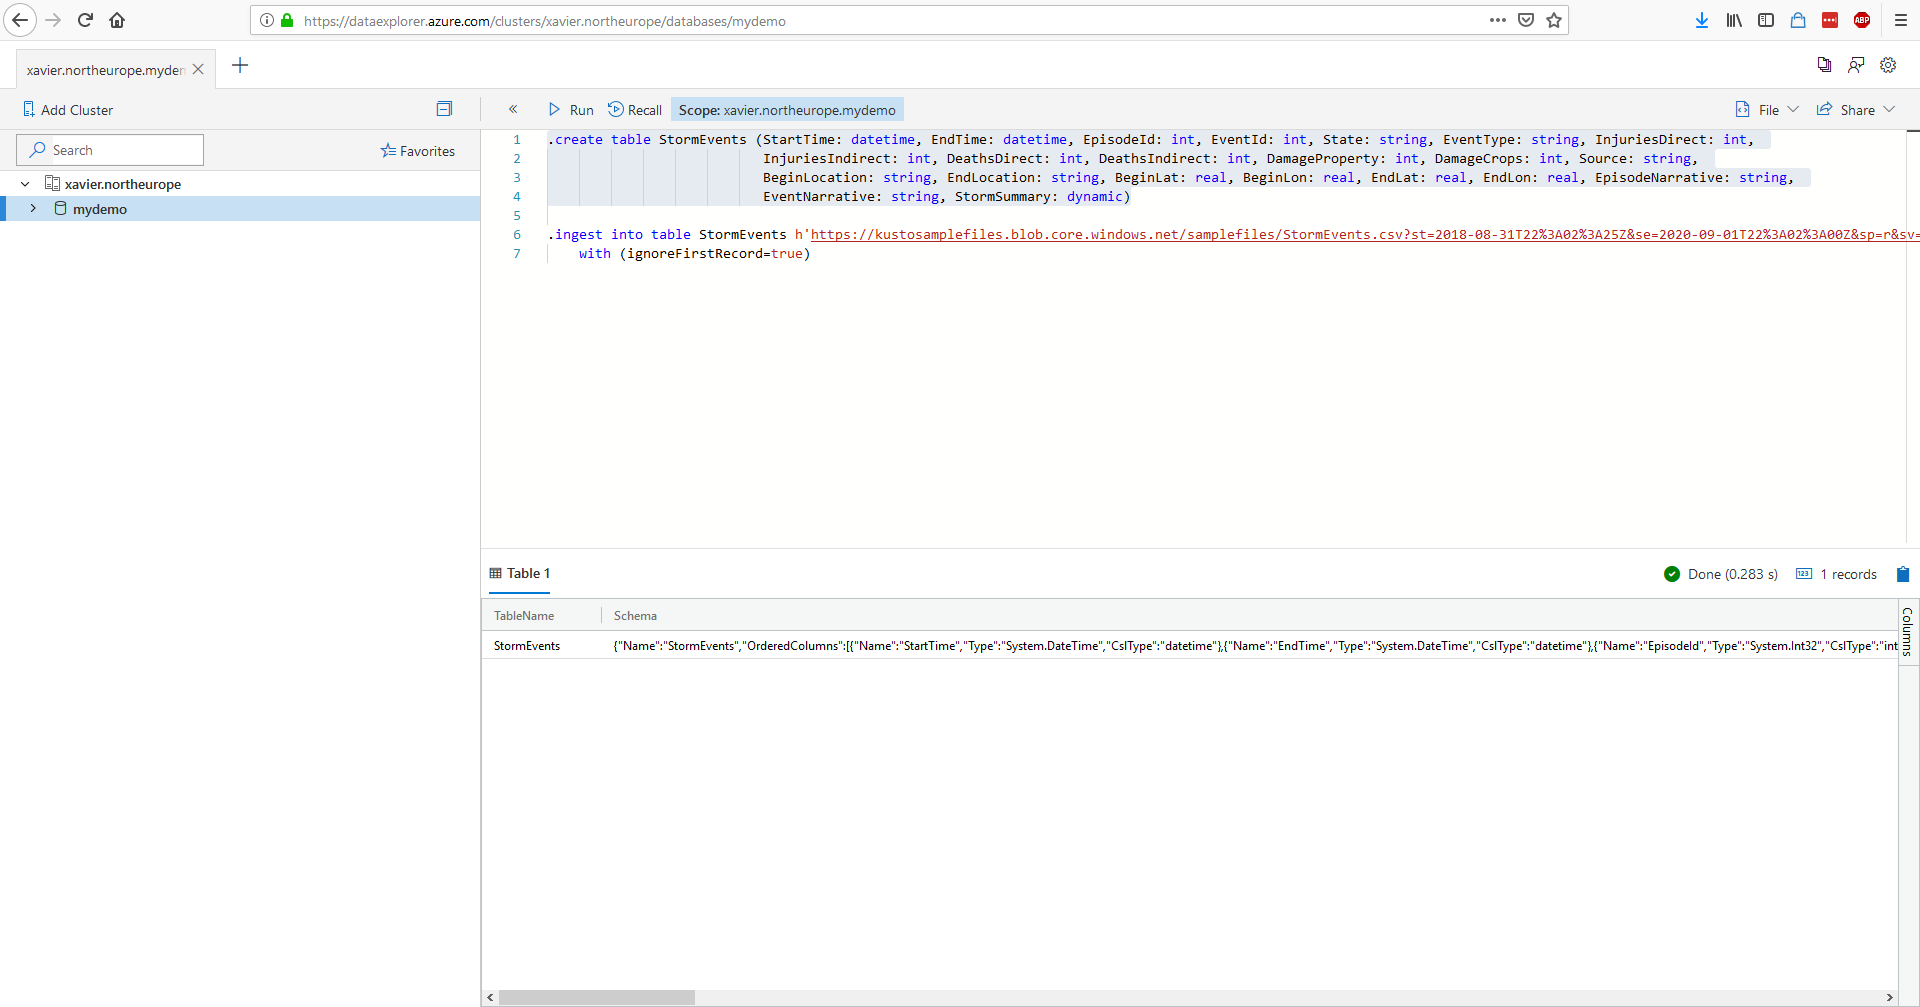 https://dataexplorer.azure.com/clusters/xavier.northeurope/databases/mydemo
ABP
xavier.northeurope.mydem
Add Cluster
Run Recall Scope: xavier.northeurope.mydemo File Share
Search Favorites
xavier.northeurope
mydemo
1 .create table StormEvents (StartTime: datetime, EndTime: datetime, EpisodeId: int, EventId: int, State: string, EventType: string, InjuriesDirect: int,
2 InjuriesIndirect: int, DeathsDirect: int, DeathsIndirect: int, DamageProperty: int, DamageCrops: int, Source: string,
3 BeginLocation: string, EndLocation: string, BeginLat: real, BeginLon: real, EndLat: real, EndLon: real, EpisodeNarrative: string,
4 EventNarrative: string, StormSummary: dynamic)
5
6 .ingest into table StormEvents h'https://kustosamplefiles.blob.core.windows.net/samplefiles/StormEvents.csv?st=2018-08-31T22%3A02%3A25Z&se=2020-09-01T22%3A02%3A00Z&sp=r&sv=
7 with (ignoreFirstRecord=true)
Table 1 Done (0.283 s) 123 1 records
TableName Schema
StormEvents {"Name":"StormEvents","OrderedColumns":[{"Name":"StartTime","Type":"System.DateTime","CslType":"datetime"},{"Name":"EndTime","Type":"System.DateTime","CslType":"datetime"},{"Name":"EpisodeId","Type":"System.Int32","CslType":"int
Columns